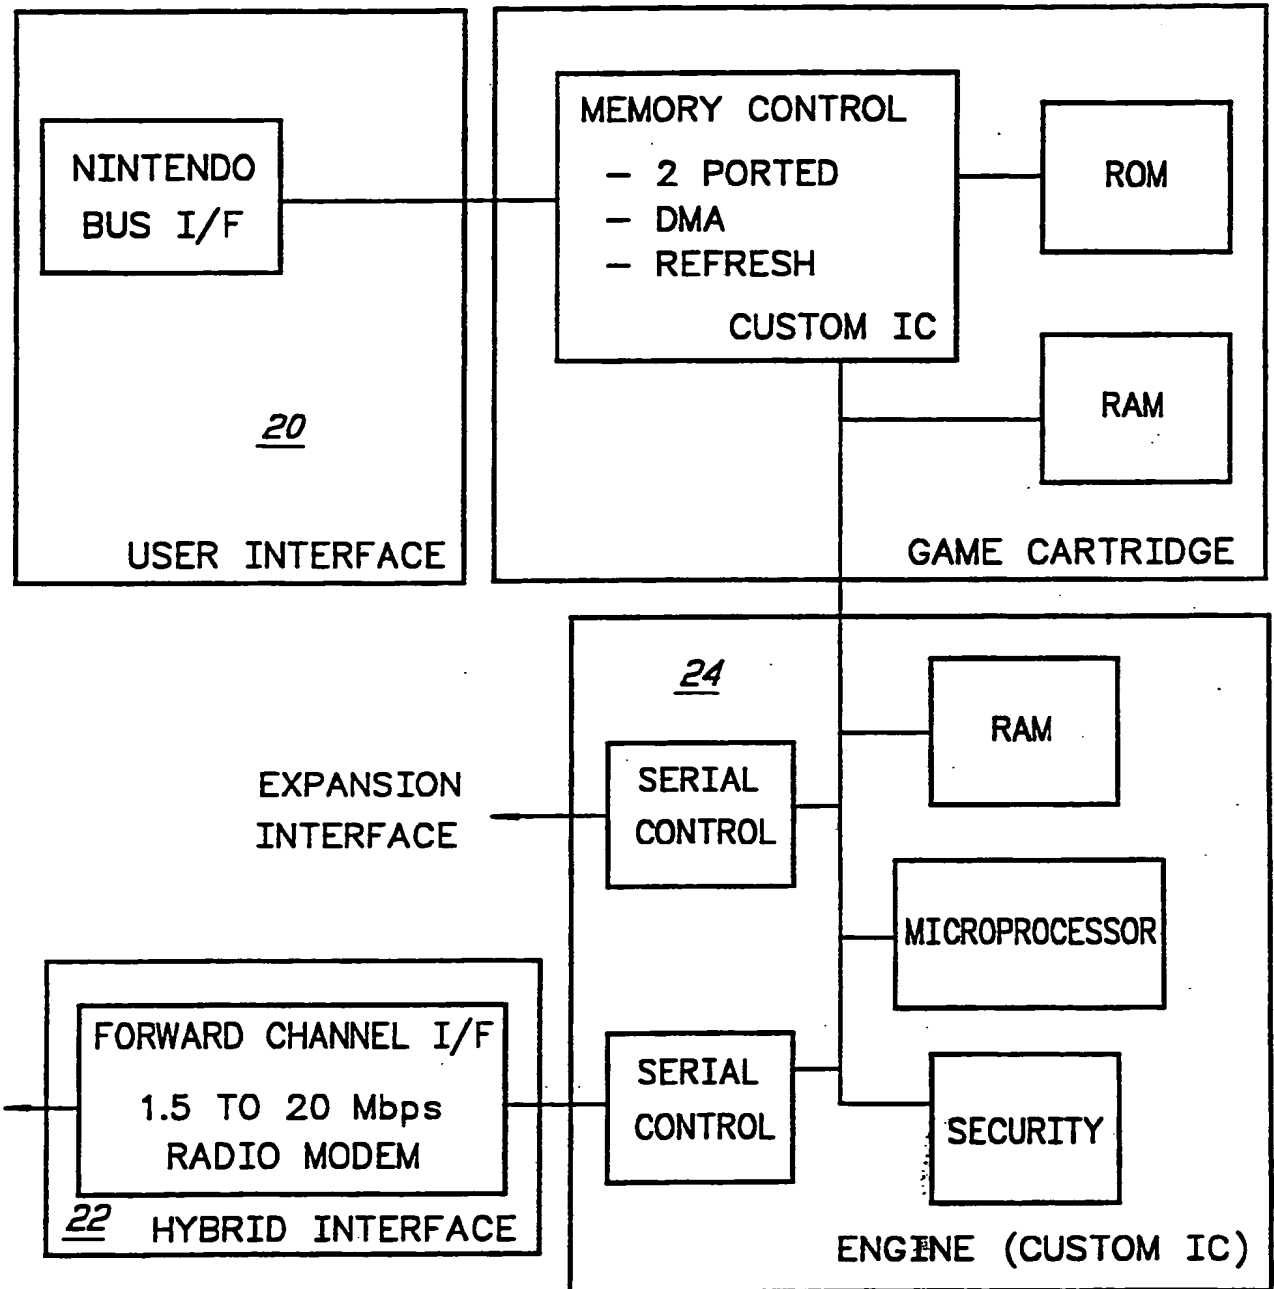 NINTENDO
BUS I/F
20
USER INTERFACE
MEMORY CONTROL
– 2 PORTED
– DMA
– REFRESH
CUSTOM IC
ROM
RAM
GAME CARTRIDGE
24
RAM
EXPANSION
INTERFACE
SERIAL
CONTROL
MICROPROCESSOR
FORWARD CHANNEL I/F
1.5 TO 20 Mbps
RADIO MODEM
22
HYBRID INTERFACE
SERIAL
CONTROL
SECURITY
ENGINE (CUSTOM IC)